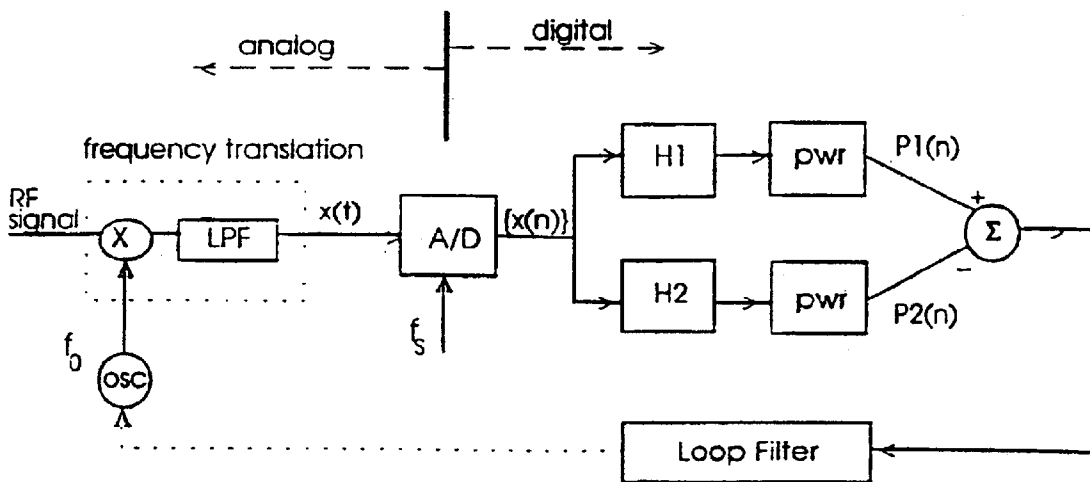 analog
digital
frequency translation
RF
signal
X
LPF
x(t)
A/D
{x(n)}
H1
pwr
P1(n)
+
Σ
−
H2
pwr
P2(n)
f0
fs
osc
Loop Filter